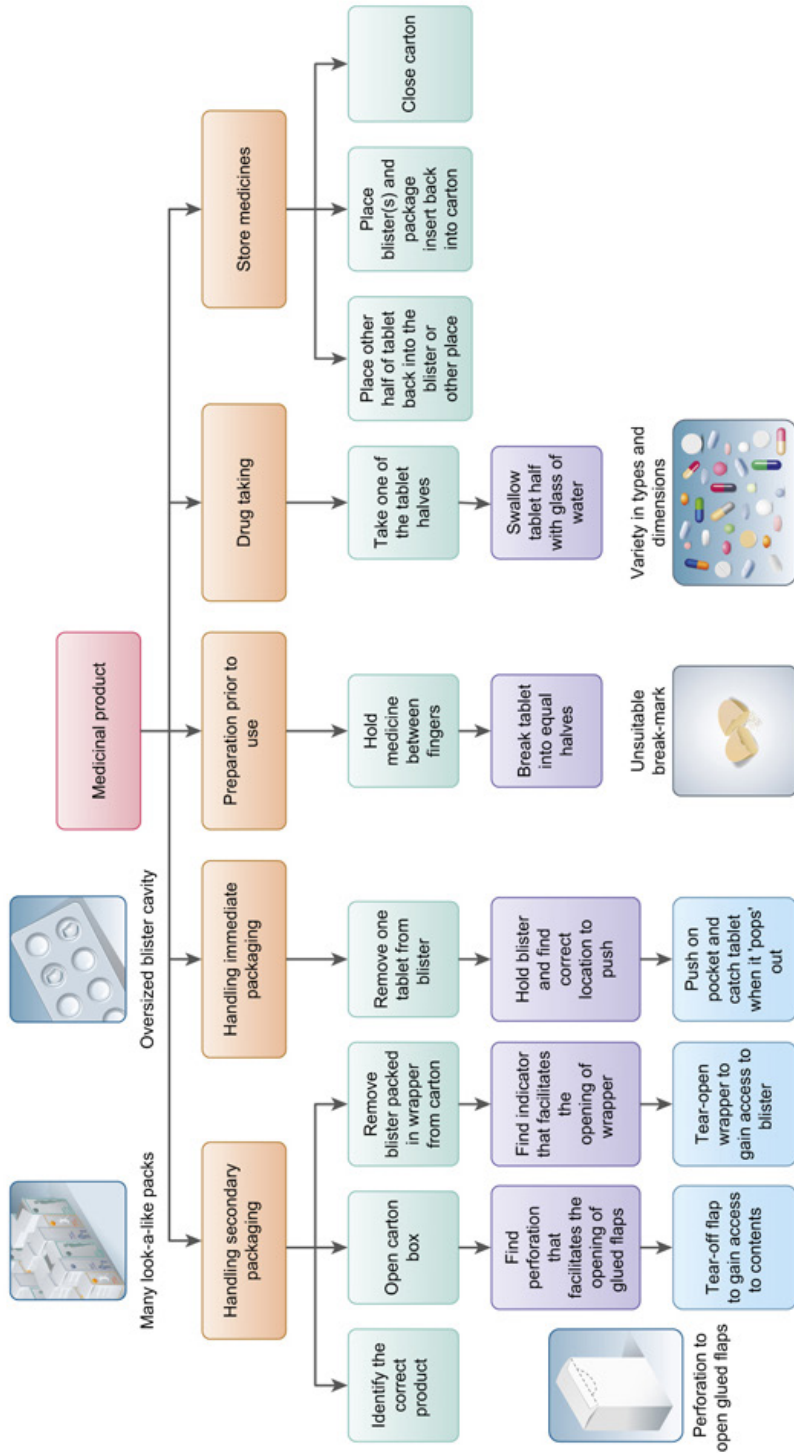 Many look-a-like packs
Oversized blister cavity
Medicinal product
Handling secondary
packaging
Handling immediate
packaging
Preparation prior to
use
Drug taking
Store medicines
Identify the
correct
product
Open carton
box
Remove
blister packed
in wrapper
from carton
Remove one
tablet from
blister
Hold
medicine
between
fingers
Take one of
the tablet
halves
Place other
half of tablet
back into the
blister or
other place
Place
blister(s) and
package
insert back
into carton
Close carton
Find
perforation
that
facilitates the
opening of
glued flaps
Find indicator
that facilitates
the
opening of
wrapper
Hold blister
and find
correct
location to
push
Break tablet
into equal
halves
Swallow
tablet half
with glass of
water
Perforation to
open glued flaps
Tear-off flap
to gain access
to contents
Tear-open
wrapper to
gain access to
blister
Push on
pocket and
catch tablet
when it 'pops'
out
Unsuitable
break-mark
Variety in types and
dimensions